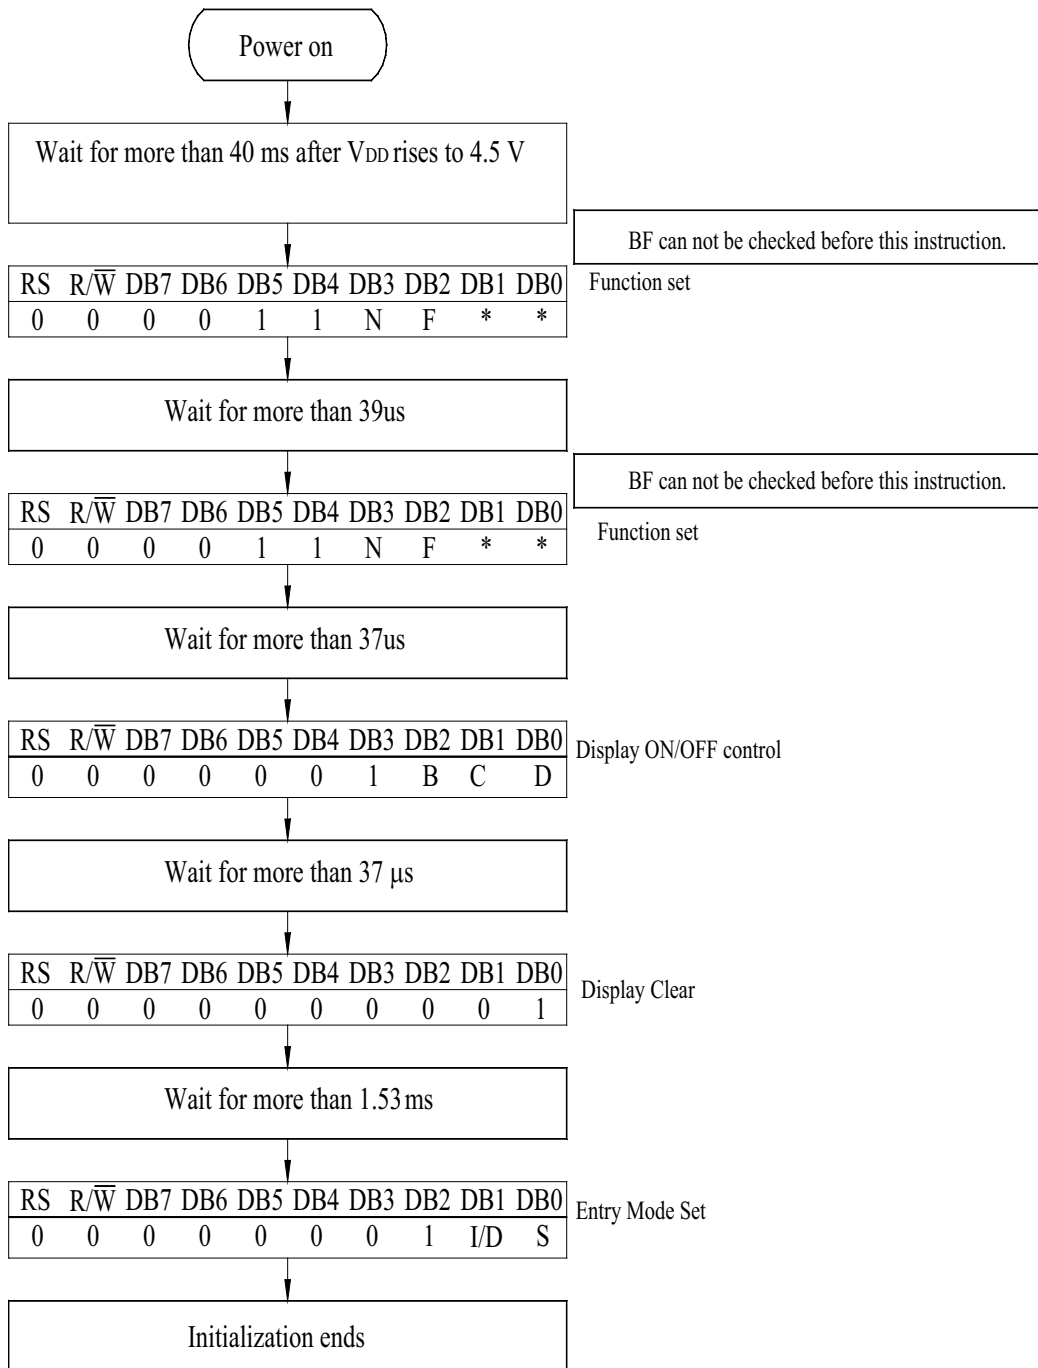 Power on
Wait for more than 40 ms after VDD rises to 4.5 V
BF can not be checked before this instruction.
RS R/W̅ DB7 DB6 DB5 DB4 DB3 DB2 DB1 DB0
Function set
0 0 0 0 1 1 N F * *
Wait for more than 39us
BF can not be checked before this instruction.
RS R/W̅ DB7 DB6 DB5 DB4 DB3 DB2 DB1 DB0
Function set
0 0 0 0 1 1 N F * *
Wait for more than 37us
RS R/W̅ DB7 DB6 DB5 DB4 DB3 DB2 DB1 DB0
Display ON/OFF control
0 0 0 0 0 0 1 B C D
Wait for more than 37 μs
RS R/W̅ DB7 DB6 DB5 DB4 DB3 DB2 DB1 DB0
Display Clear
0 0 0 0 0 0 0 0 0 1
Wait for more than 1.53ms
RS R/W̅ DB7 DB6 DB5 DB4 DB3 DB2 DB1 DB0
Entry Mode Set
0 0 0 0 0 0 0 1 I/D S
Initialization ends